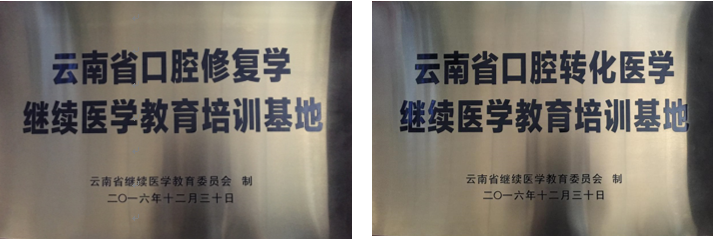 云南省口腔修复学
继续医学教育培训基地
云南省继续医学教育委员会 制
二〇一六年十二月三十日
云南省口腔转化医学
继续医学教育培训基地
云南省继续医学教育委员会 制
二〇一六年十二月三十日